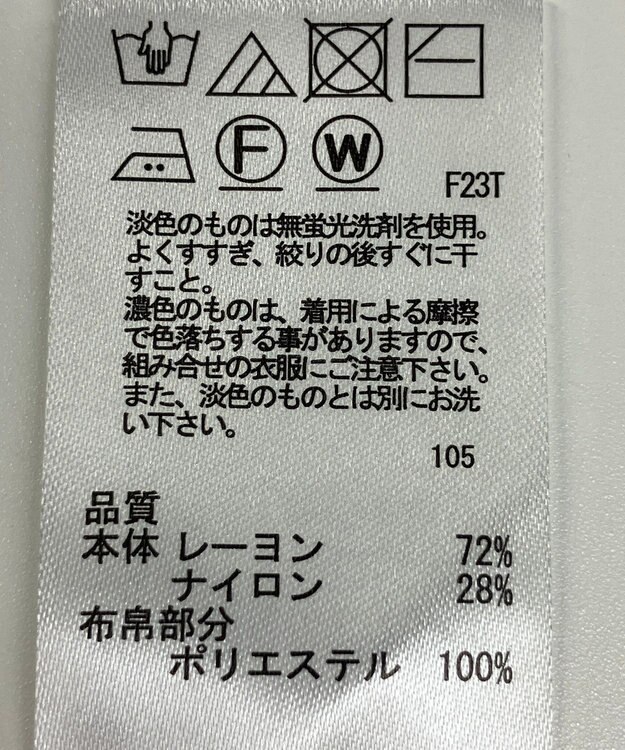 F
W
F23T
淡色のものは無蛍光洗剤を使用。
よくすすぎ、絞りの後すぐに干
すこと。
濃色のものは、着用による摩擦
で色落ちする事がありますので、
組み合せの衣服にご注意下さい。
また、淡色のものとは別にお洗
い下さい。
105
品質
本体 レーヨン 72%
ナイロン 28%
布帛部分
ポリエステル 100%